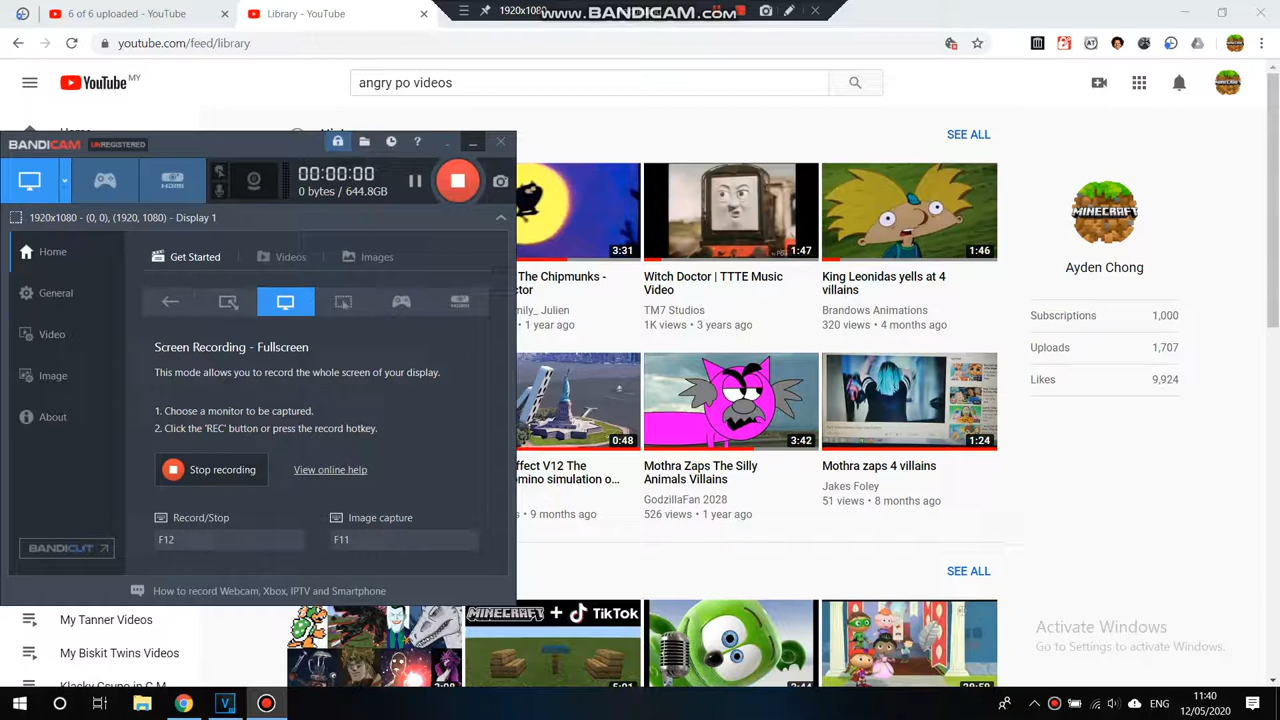 6 of 6 uploaded - YouTube
Library - YouTube
1920x1080
www.BANDICAM.com
youtube.com/feed/library
YouTube MY
angry po videos
BANDICAM UNREGISTERED
SEE ALL
00:00:00
0 bytes / 644.8GB
HDMI
1920x1080 - (0, 0), (1920, 1080) - Display 1
Home
General
Video
Image
About
BANDICUT
Get Started
Videos
Images
Screen Recording - Fullscreen
This mode allows you to record the whole screen of your display.
1. Choose a monitor to be captured.
2. Click the 'REC' button or press the record hotkey.
Stop recording
View online help
Record/Stop
Image capture
F12
F11
How to record Webcam, Xbox, IPTV and Smartphone
3:31
1:47
1:46
The Chipmunks -
Witch Doctor | TTTE Music
Video
TM7 Studios
1K views • 3 years ago
King Leonidas yells at 4
villains
Brandows Animations
320 views • 4 months ago
ily_ Julien
1 year ago
0:48
3:42
1:24
ffect V12 The
omino simulation o...
9 months ago
Mothra Zaps The Silly
Animals Villains
GodzillaFan 2028
526 views • 1 year ago
Mothra zaps 4 villains
Jakes Foley
51 views • 8 months ago
MINECRAFT
Ayden Chong
Subscriptions 1,000
Uploads 1,707
Likes 9,924
SEE ALL
My Tanner Videos
My Biskit Twins Videos
MINECRAFT + TikTok
Activate Windows
Go to Settings to activate Windows.
ENG
11:40
12/05/2020